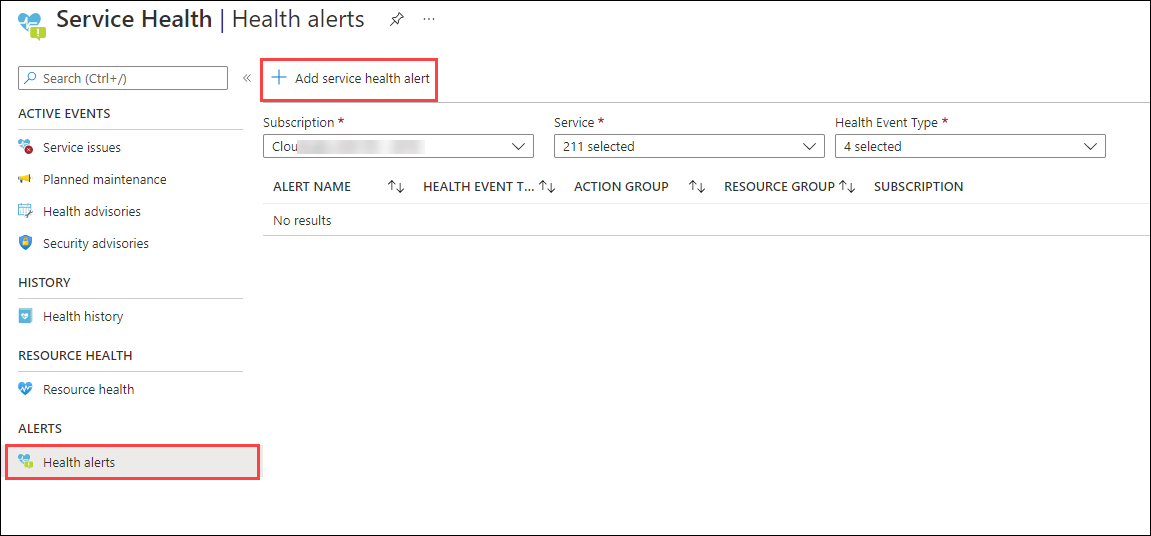 Service Health | Health alerts ...
Search (Ctrl+/) «
Add service health alert
ACTIVE EVENTS
Service issues
Planned maintenance
Health advisories
Security advisories
HISTORY
Health history
RESOURCE HEALTH
Resource health
ALERTS
Health alerts
Subscription * Service * Health Event Type *
Clou 211 selected 4 selected
ALERT NAME HEALTH EVENT T... ACTION GROUP RESOURCE GROUP SUBSCRIPTION
No results